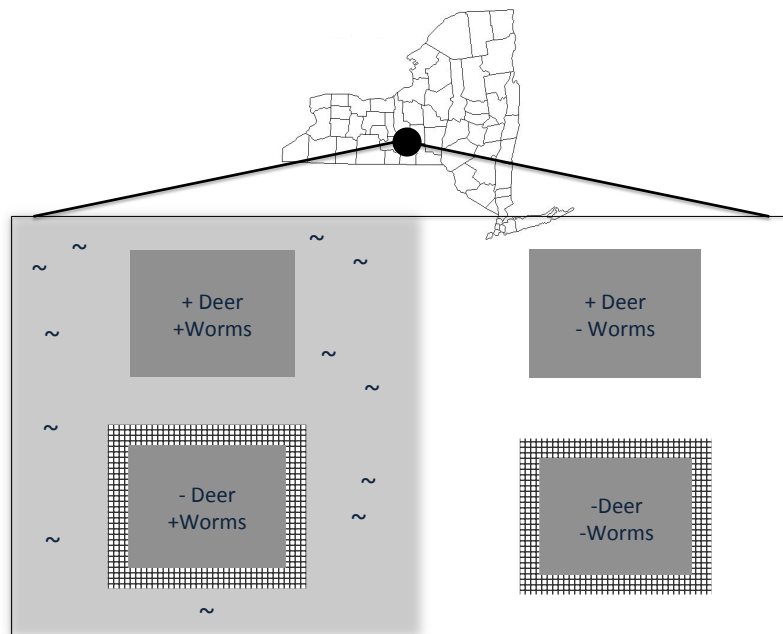 + Deer
+Worms
+ Deer
- Worms
- Deer
+Worms
-Deer
-Worms